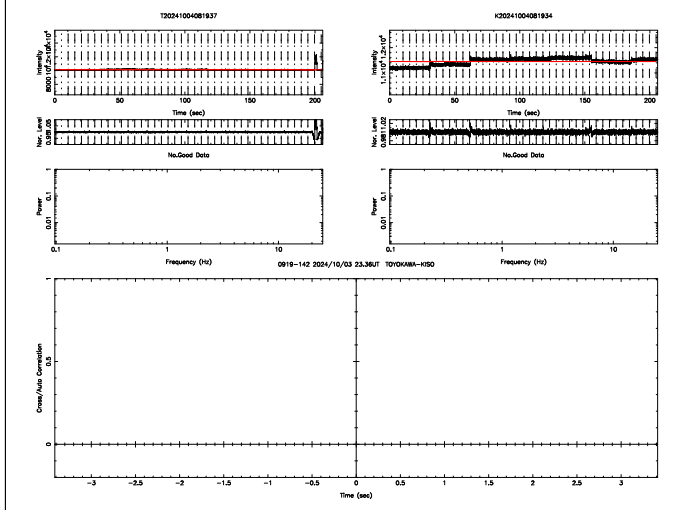 T20241004081937
K20241004081934
Intensity
8000 10⁴ 1.2×10⁴
0 50 100 150 200
Time (sec)
Intensity
1.1×10⁴ 1.2×10⁴
0 50 100 150 200
Time (sec)
Nor. Level
0.95 1 1.05
Nor. Level
0.98 1 1.02
No.Good Data
No.Good Data
Power
1
0.1
0.01
0.1 1 10
Frequency (Hz)
Power
1
0.1
0.01
0.1 1 10
Frequency (Hz)
0919-142 2024/10/03 23.36UT TOYOKAWA-KISO
Cross/Auto Correlation
1
0.5
0
-3 -2.5 -2 -1.5 -1 -0.5 0 0.5 1 1.5 2 2.5 3
Time (sec)